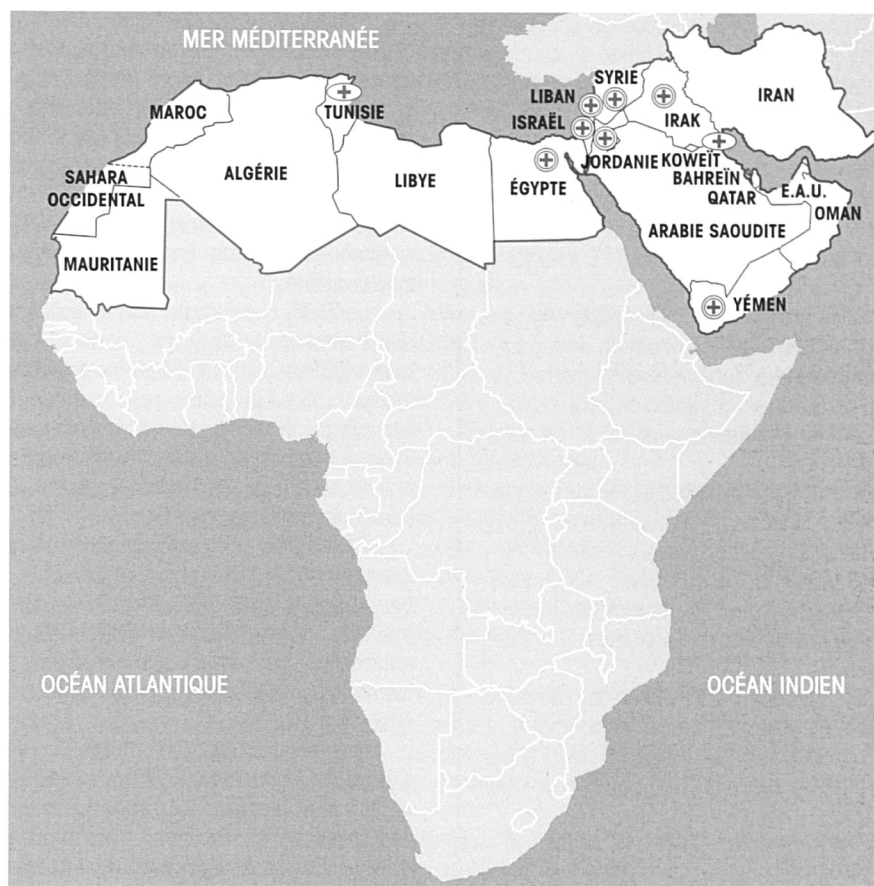 MER MÉDITERRANÉE
SYRIE
LIBAN
IRAN
MAROC
TUNISIE
ISRAËL
IRAK
JORDANIE
KOWEÏT
ALGÉRIE
BAHREÏN
SAHARA
OCCIDENTAL
LIBYE
ÉGYPTE
QATAR
E.A.U.
OMAN
ARABIE SAOUDITE
MAURITANIE
YÉMEN
OCÉAN ATLANTIQUE
OCÉAN INDIEN